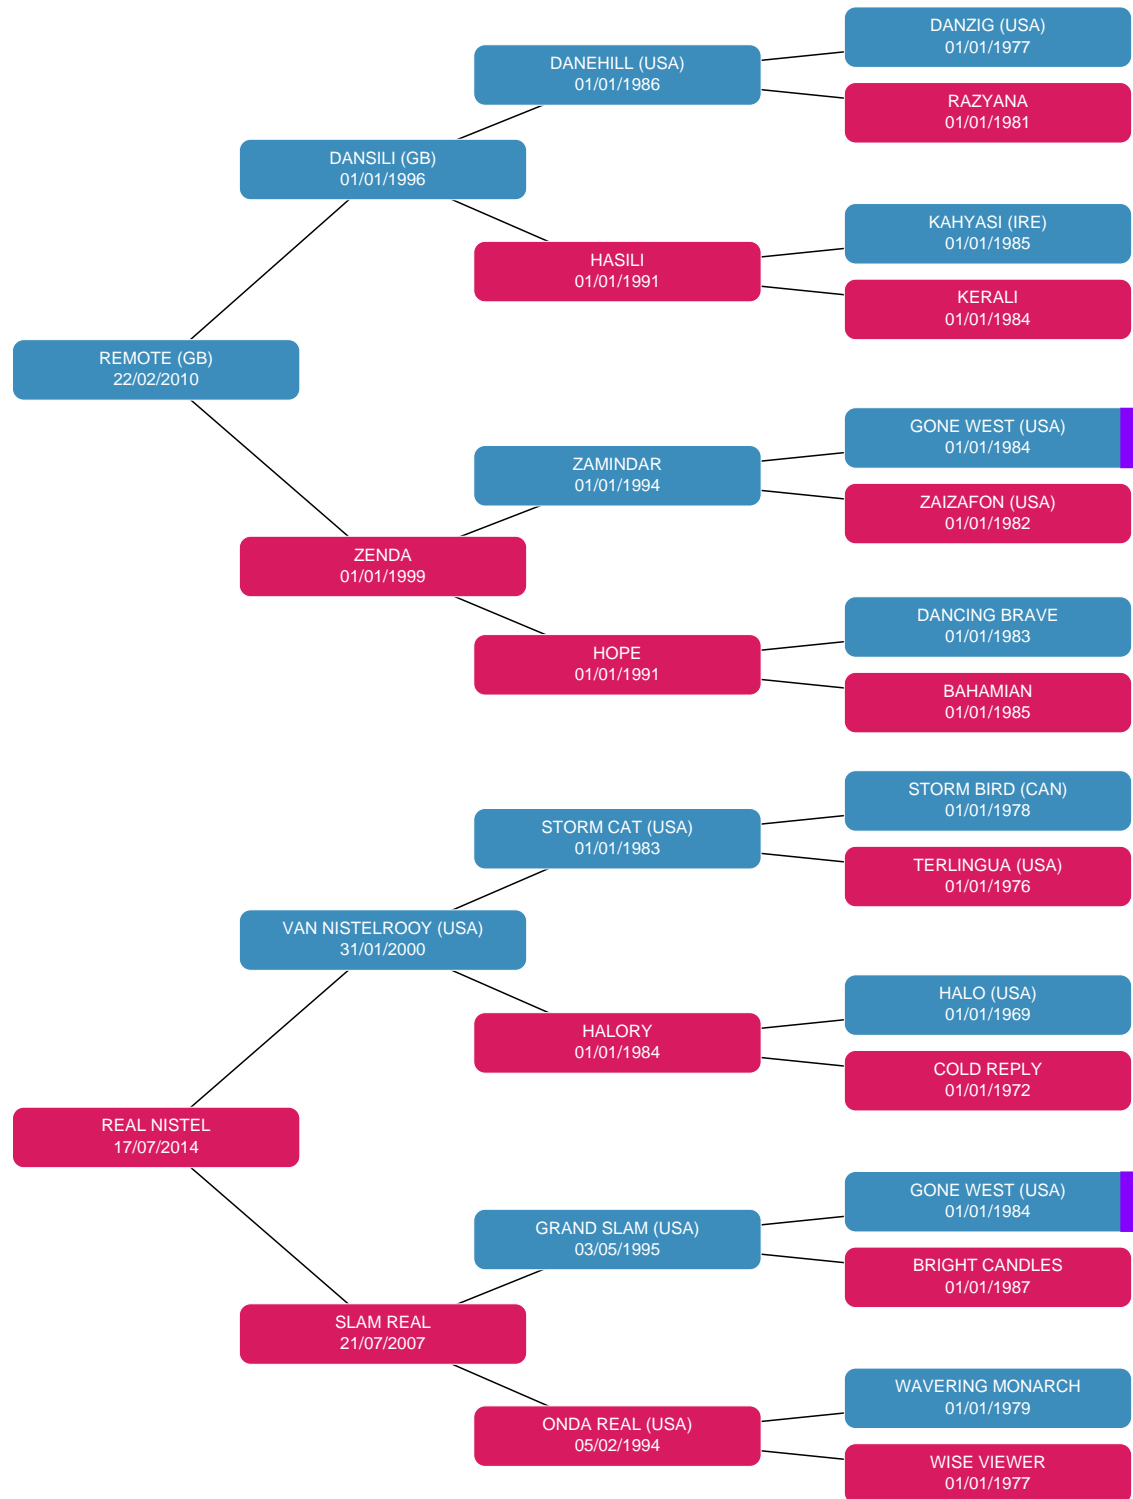 DANZIG (USA)
01/01/1977
DANEHILL (USA)
01/01/1986
RAZYANA
01/01/1981
DANSILI (GB)
01/01/1996
KAHYASI (IRE)
01/01/1985
HASILI
01/01/1991
KERALI
01/01/1984
REMOTE (GB)
22/02/2010
GONE WEST (USA)
01/01/1984
ZAMINDAR
01/01/1994
ZAIZAFON (USA)
01/01/1982
ZENDA
01/01/1999
DANCING BRAVE
01/01/1983
HOPE
01/01/1991
BAHAMIAN
01/01/1985
STORM BIRD (CAN)
01/01/1978
STORM CAT (USA)
01/01/1983
TERLINGUA (USA)
01/01/1976
VAN NISTELROOY (USA)
31/01/2000
HALO (USA)
01/01/1969
HALORY
01/01/1984
COLD REPLY
01/01/1972
REAL NISTEL
17/07/2014
GONE WEST (USA)
01/01/1984
GRAND SLAM (USA)
03/05/1995
BRIGHT CANDLES
01/01/1987
SLAM REAL
21/07/2007
WAVERING MONARCH
01/01/1979
ONDA REAL (USA)
05/02/1994
WISE VIEWER
01/01/1977